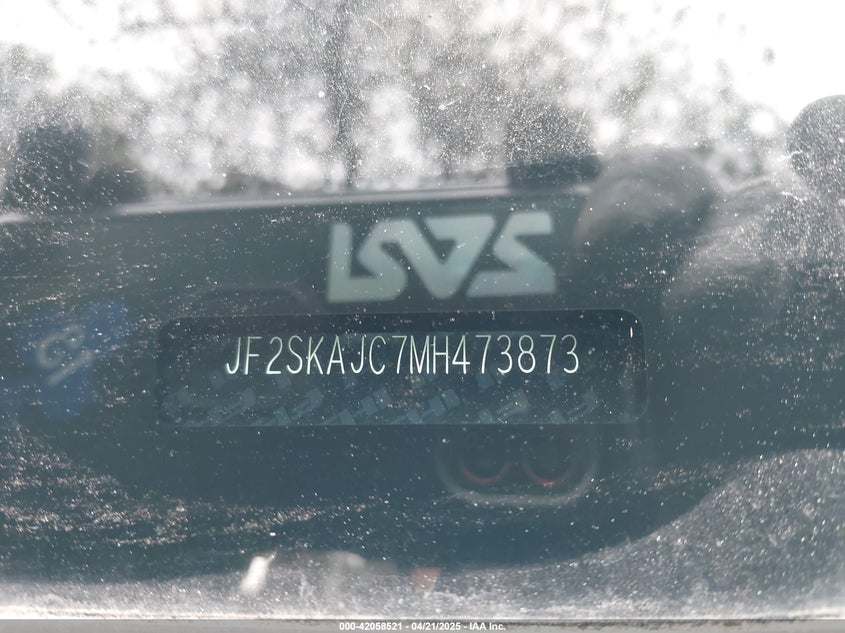 JF2SKAJC7MH473873
000-42058521 - 04/21/2025 - IAA Inc.